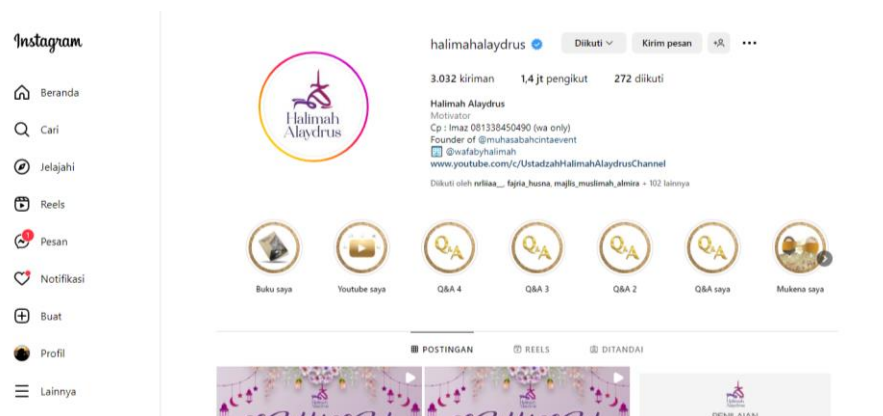 Instagram
Beranda
Cari
Jelajahi
Reels
1
Pesan
Notifikasi
Buat
Profil
Lainnya
halimahalaydrus
Diikuti
Kirim pesan
3.032 kiriman 1,4 jt pengikut 272 diikuti
Halimah Alaydrus
Motivator
Cp : Imaz 081338450490 (wa only)
Founder of @muhasabahcintaevent
@wafabyhalimah
www.youtube.com/c/UstadzahHalimahAlaydrusChannel
Diikuti oleh nrliiaa__, fajria_husna, majlis_muslimah_almira + 102 lainnya
Halimah
Alaydrus
Q&A
Q&A
Q&A
Q&A
Buku saya
Youtube saya
Q&A 4
Q&A 3
Q&A 2
Q&A saya
Mukena saya
POSTINGAN
REELS
DITANDAI